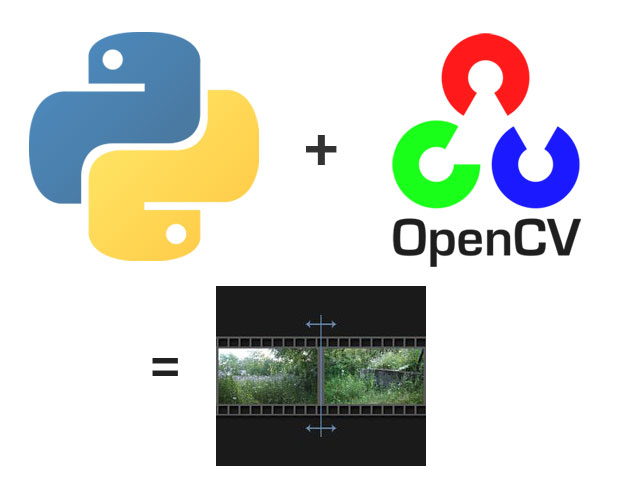 +
OpenCV
=